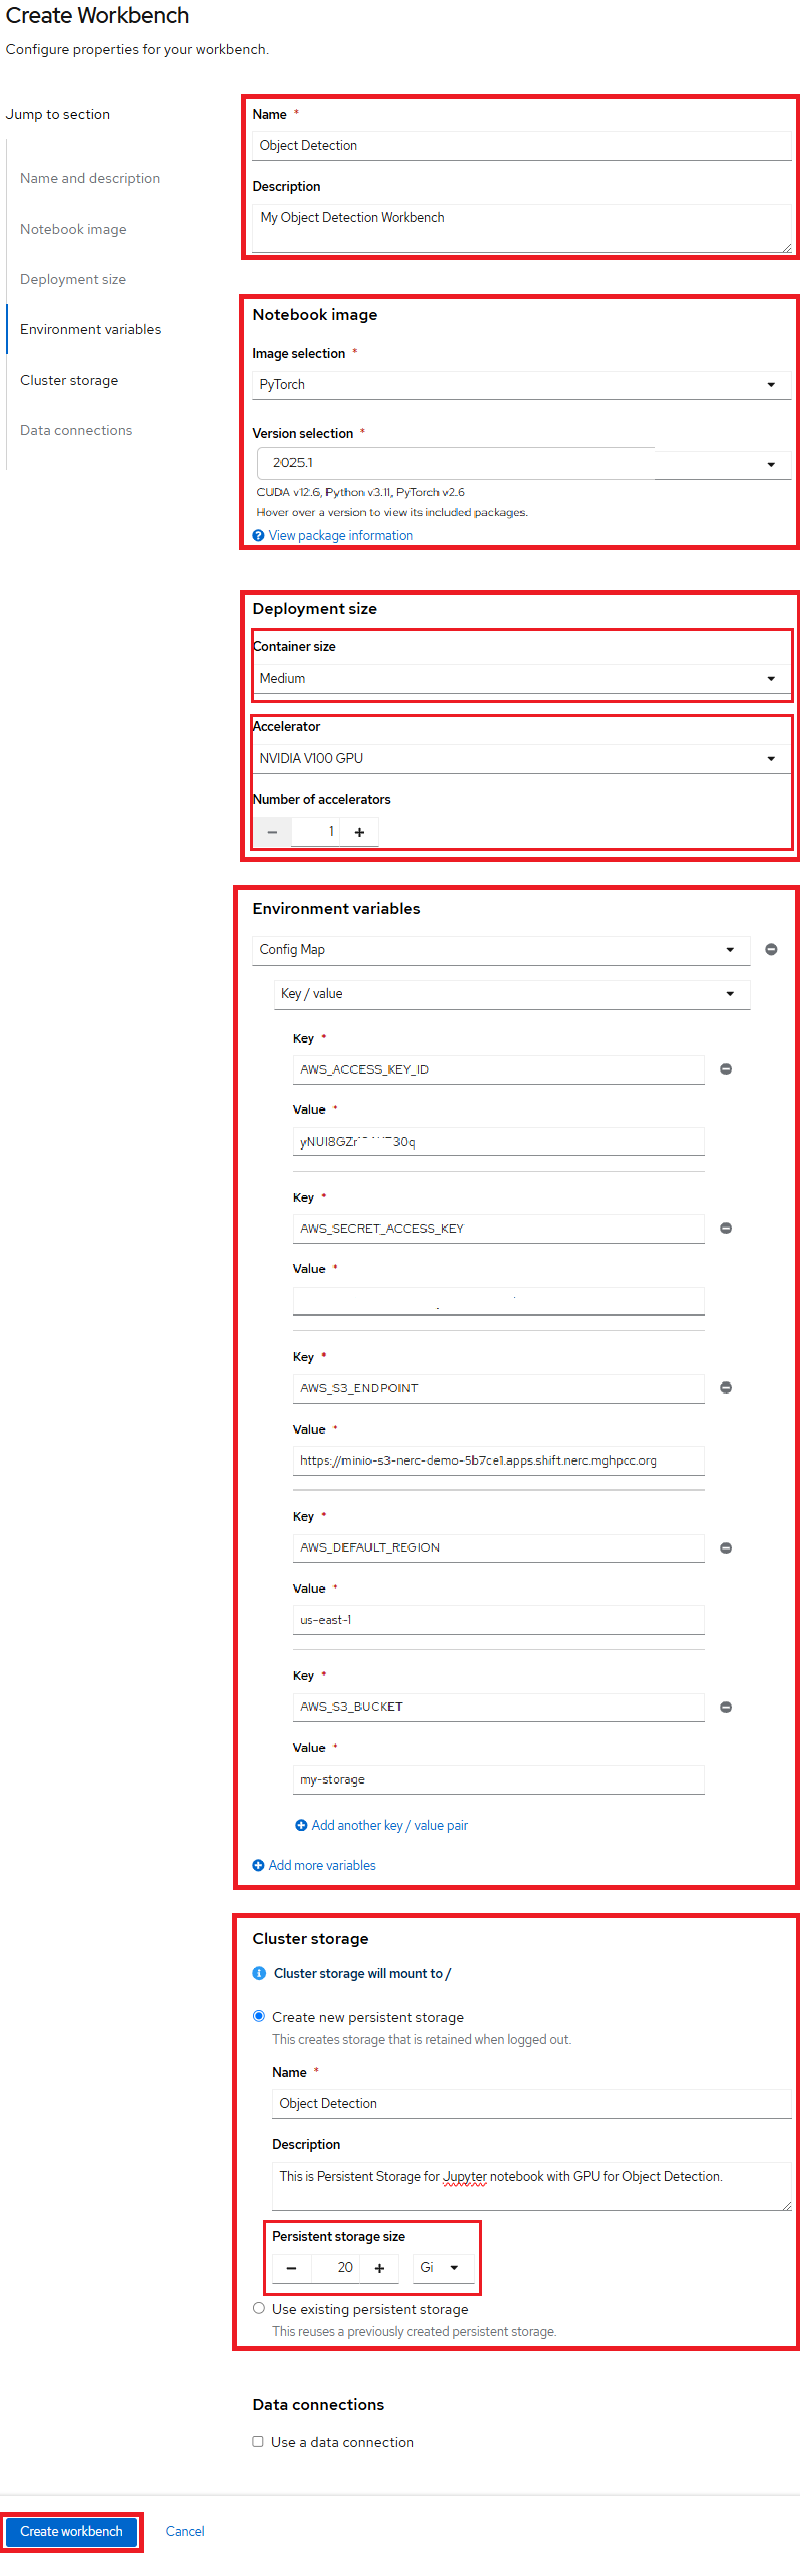 Create Workbench
Configure properties for your workbench.
Jump to section
Name and description
Notebook image
Deployment size
Environment variables
Cluster storage
Data connections
Name *
Object Detection
Description
My Object Detection Workbench
Notebook image
Image selection *
PyTorch
Version selection *
2025.1
CUDA v12.6, Python v3.11, PyTorch v2.6
Hover over a version to view its included packages.
View package information
Deployment size
Container size
Medium
Accelerator
NVIDIA V100 GPU
Number of accelerators
1
Environment variables
Config Map
Key / value
Key *
AWS_ACCESS_KEY_ID
Value *
Key *
AWS_SECRET_ACCESS_KEY
Value *
Key *
AWS_S3_ENDPOINT
Value *
https://minio-s3-nerc-demo-5b7ce1.apps.shift.nerc.mghpcc.org
Key *
AWS_DEFAULT_REGION
Value *
us-east-1
Key *
AWS_S3_BUCKET
Value *
my-storage
Add another key / value pair
Add more variables
Cluster storage
Cluster storage will mount to /
Create new persistent storage
This creates storage that is retained when logged out.
Name *
Object Detection
Description
This is Persistent Storage for Jupyter notebook with GPU for Object Detection.
Persistent storage size
20 Gi
Use existing persistent storage
This reuses a previously created persistent storage.
Data connections
Use a data connection
Create workbench
Cancel